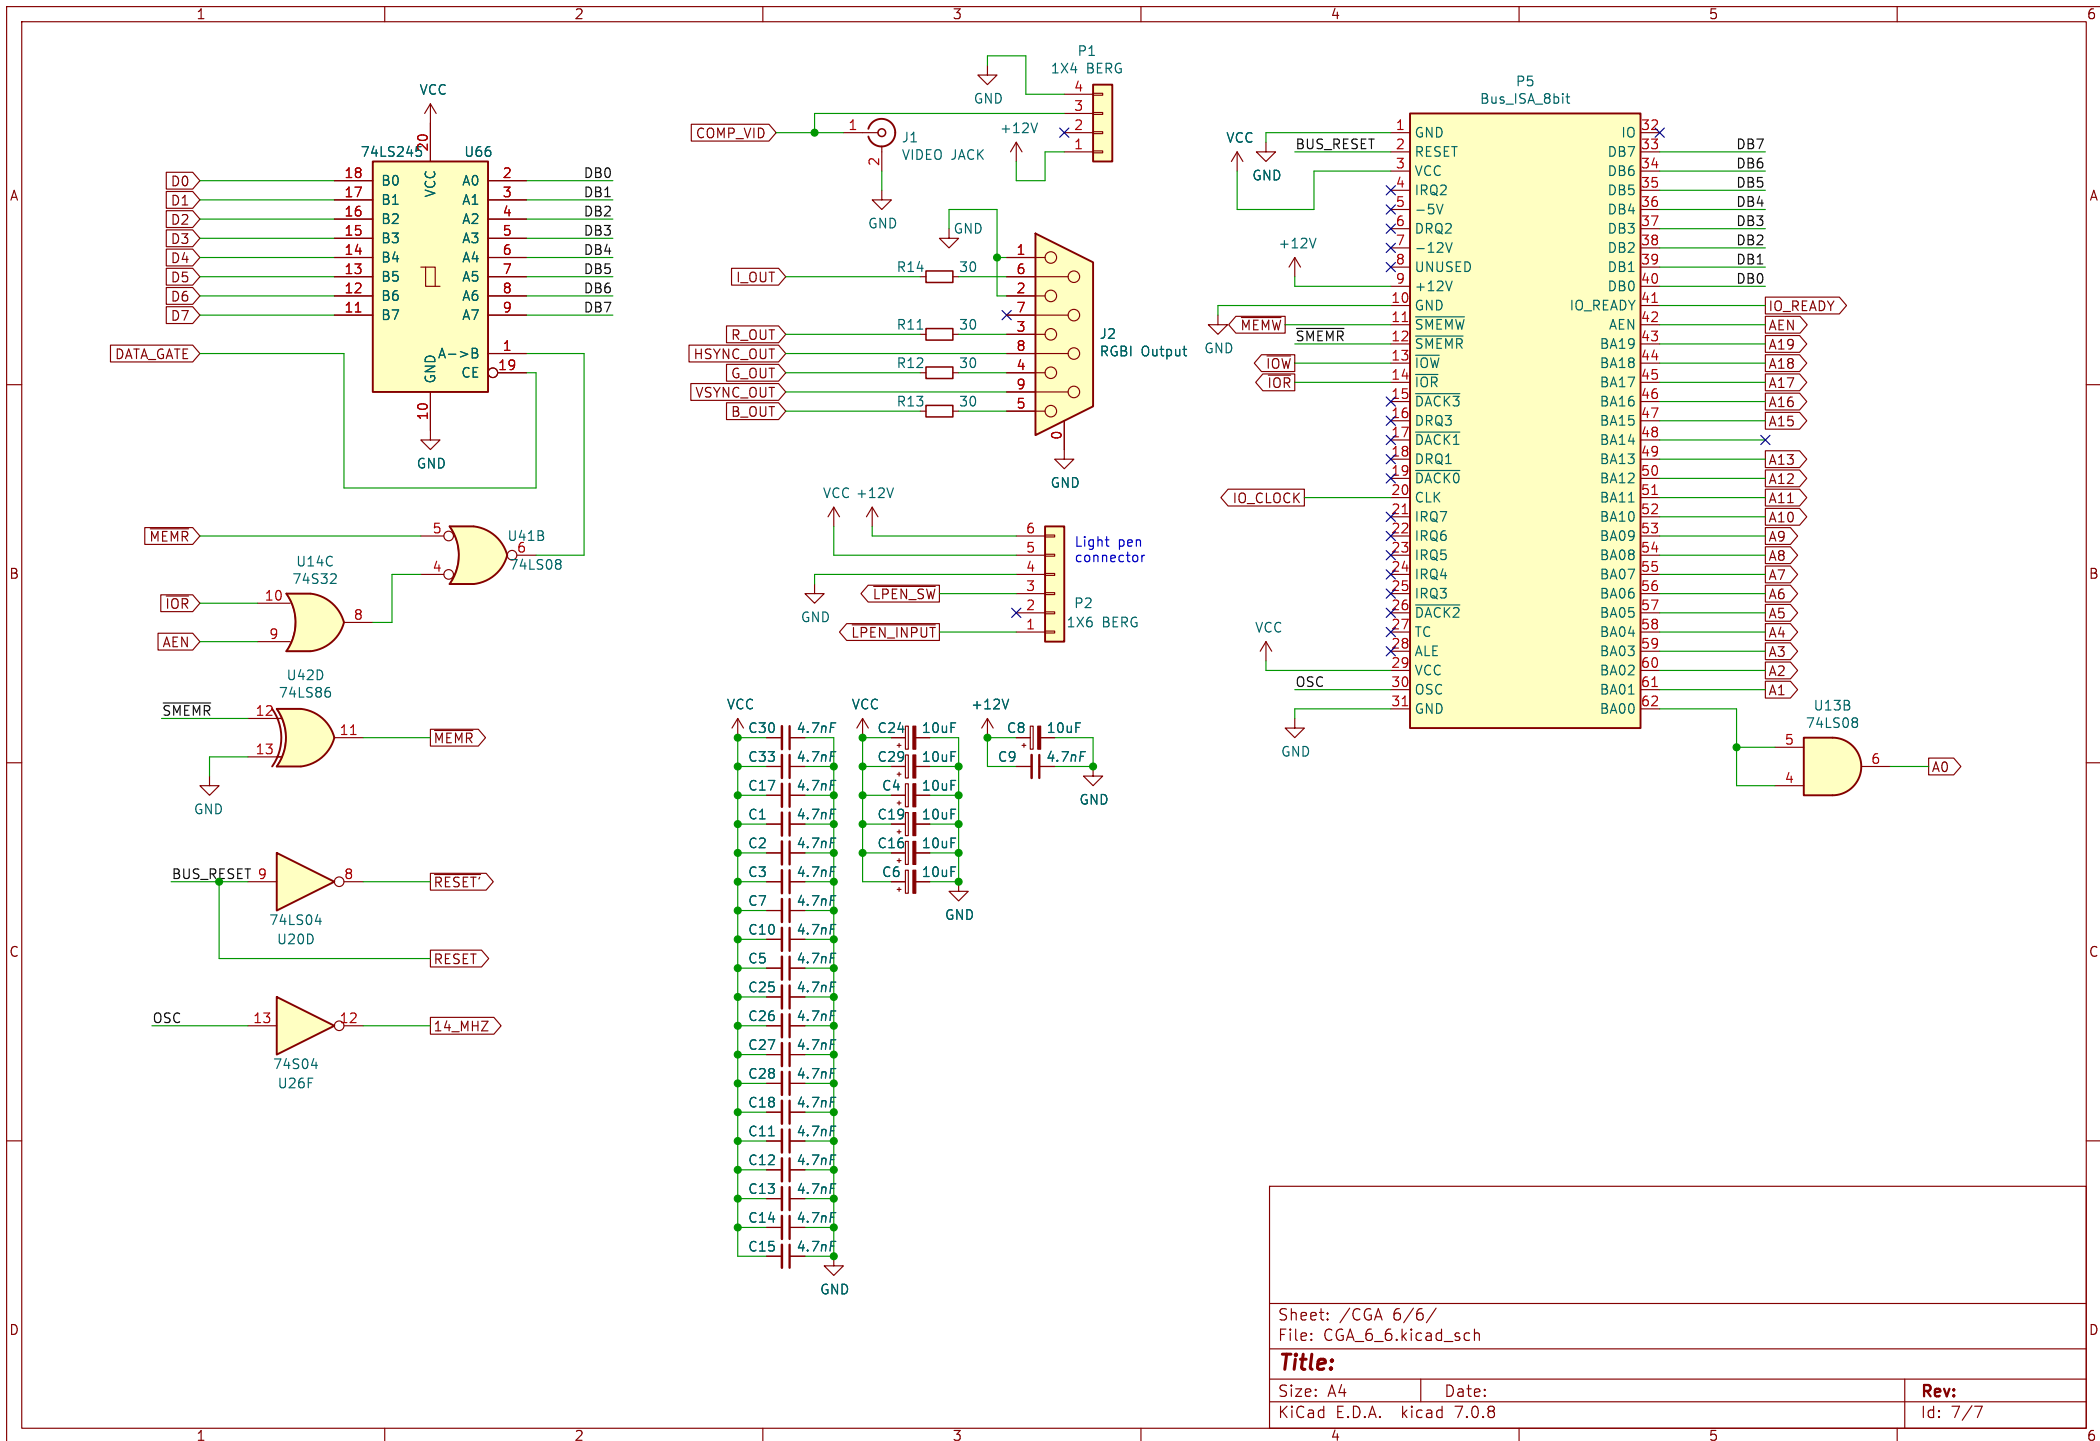 1 2 3 4 5 6
A A
B B
C C
D D
1 2 3 4 5 6
VCC
20
74LS245 U66
VCC
GND
D0 18 B0 A0 2 DB0
D1 17 B1 A1 3 DB1
D2 16 B2 A2 4 DB2
D3 15 B3 A3 5 DB3
D4 14 B4 A4 6 DB4
D5 13 B5 A5 7 DB5
D6 12 B6 A6 8 DB6
D7 11 B7 A7 9 DB7
DATA_GATE A->B 1
CE 19
10
GND
MEMR 5
U41B
6
74LS08
4
U14C
74S32
IOR 10
8
AEN 9
U42D
74LS86
SMEMR 12
11 MEMR
13
GND
BUS_RESET 9 8 RESET'
74LS04
U20D
RESET
OSC 13 12 14_MHZ
74S04
U26F
P1
1X4 BERG
GND
4
3
2
1
COMP_VID 1
J1
VIDEO JACK
2
GND
+12V
GND
1
I_OUT R14 30 6
2
7
R_OUT R11 30 3
HSYNC_OUT 8
G_OUT R12 30 4
VSYNC_OUT 9
B_OUT R13 30 5
J2
RGBI Output
0
GND
VCC +12V
6
5
4
3
2
1
Light pen
connector
GND
LPEN_SW
P2
1X6 BERG
LPEN_INPUT
VCC
C30 4.7nF
C33 4.7nF
C17 4.7nF
C1 4.7nF
C2 4.7nF
C3 4.7nF
C7 4.7nF
C10 4.7nF
C5 4.7nF
C25 4.7nF
C26 4.7nF
C27 4.7nF
C28 4.7nF
C18 4.7nF
C11 4.7nF
C12 4.7nF
C13 4.7nF
C14 4.7nF
C15 4.7nF
GND
VCC
C24 10uF
C29 10uF
C4 10uF
C19 10uF
C16 10uF
C6 10uF
GND
+12V
C8 10uF
C9 4.7nF
GND
P5
Bus_ISA_8bit
VCC
GND
+12V
GND
VCC
GND
1 GND
BUS_RESET 2 RESET
3 VCC
4 IRQ2
5 -5V
6 DRQ2
7 -12V
8 UNUSED
9 +12V
10 GND
MEMW 11 SMEMW
SMEMR 12 SMEMR
IOW 13 IOW
IOR 14 IOR
15 DACK3
16 DRQ3
17 DACK1
18 DRQ1
19 DACK0
IO_CLOCK 20 CLK
21 IRQ7
22 IRQ6
23 IRQ5
24 IRQ4
25 IRQ3
26 DACK2
27 TC
28 ALE
29 VCC
OSC 30 OSC
31 GND
IO 32
DB7 33 DB7
DB6 34 DB6
DB5 35 DB5
DB4 36 DB4
DB3 37 DB3
DB2 38 DB2
DB1 39 DB1
DB0 40 DB0
IO_READY 41 IO_READY
AEN 42 AEN
BA19 43 A19
BA18 44 A18
BA17 45 A17
BA16 46 A16
BA15 47 A15
BA14 48
BA13 49 A13
BA12 50 A12
BA11 51 A11
BA10 52 A10
BA09 53 A9
BA08 54 A8
BA07 55 A7
BA06 56 A6
BA05 57 A5
BA04 58 A4
BA03 59 A3
BA02 60 A2
BA01 61 A1
BA00 62
U13B
74LS08
5
4
6 A0
Sheet: /CGA 6/6/
File: CGA_6_6.kicad_sch
Title:
Size: A4 Date: Rev:
KiCad E.D.A. kicad 7.0.8 Id: 7/7